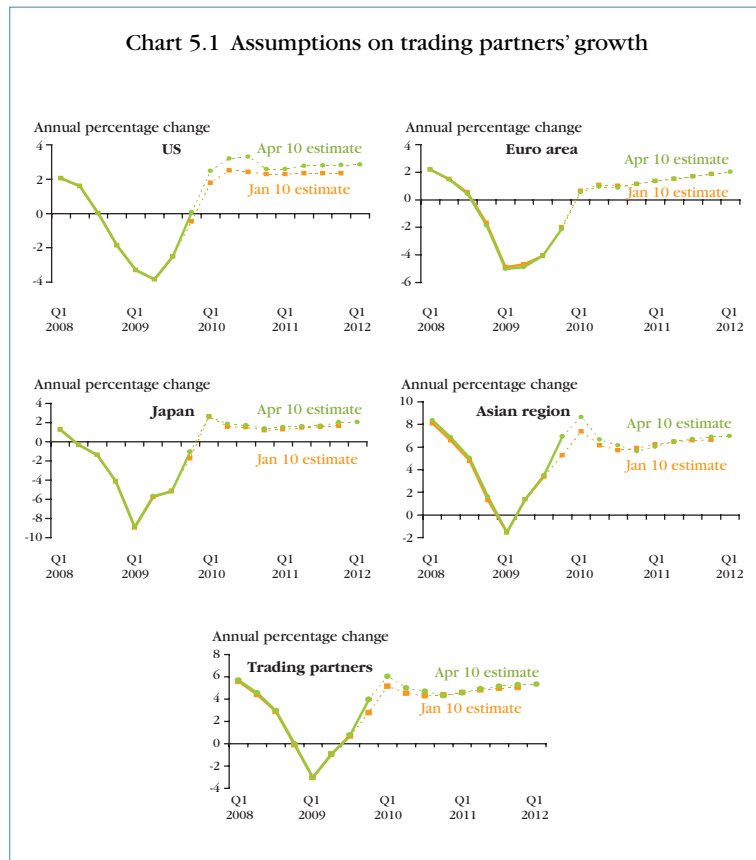 Chart 5.1 Assumptions on trading partners' growth
Annual percentage change
US
Apr 10 estimate
Jan 10 estimate
4
2
0
-2
-4
Q1 Q1 Q1 Q1 Q1
2008 2009 2010 2011 2012
Annual percentage change
Euro area
Apr 10 estimate
Jan 10 estimate
4
2
0
-2
-4
-6
Q1 Q1 Q1 Q1 Q1
2008 2009 2010 2011 2012
Annual percentage change
Japan
Apr 10 estimate
Jan 10 estimate
4
2
0
-2
-4
-6
-8
-10
Q1 Q1 Q1 Q1 Q1
2008 2009 2010 2011 2012
Annual percentage change
Asian region
Apr 10 estimate
Jan 10 estimate
10
8
6
4
2
0
-2
Q1 Q1 Q1 Q1 Q1
2008 2009 2010 2011 2012
Annual percentage change
Trading partners
Apr 10 estimate
Jan 10 estimate
8
6
4
2
0
-2
-4
Q1 Q1 Q1 Q1 Q1
2008 2009 2010 2011 2012